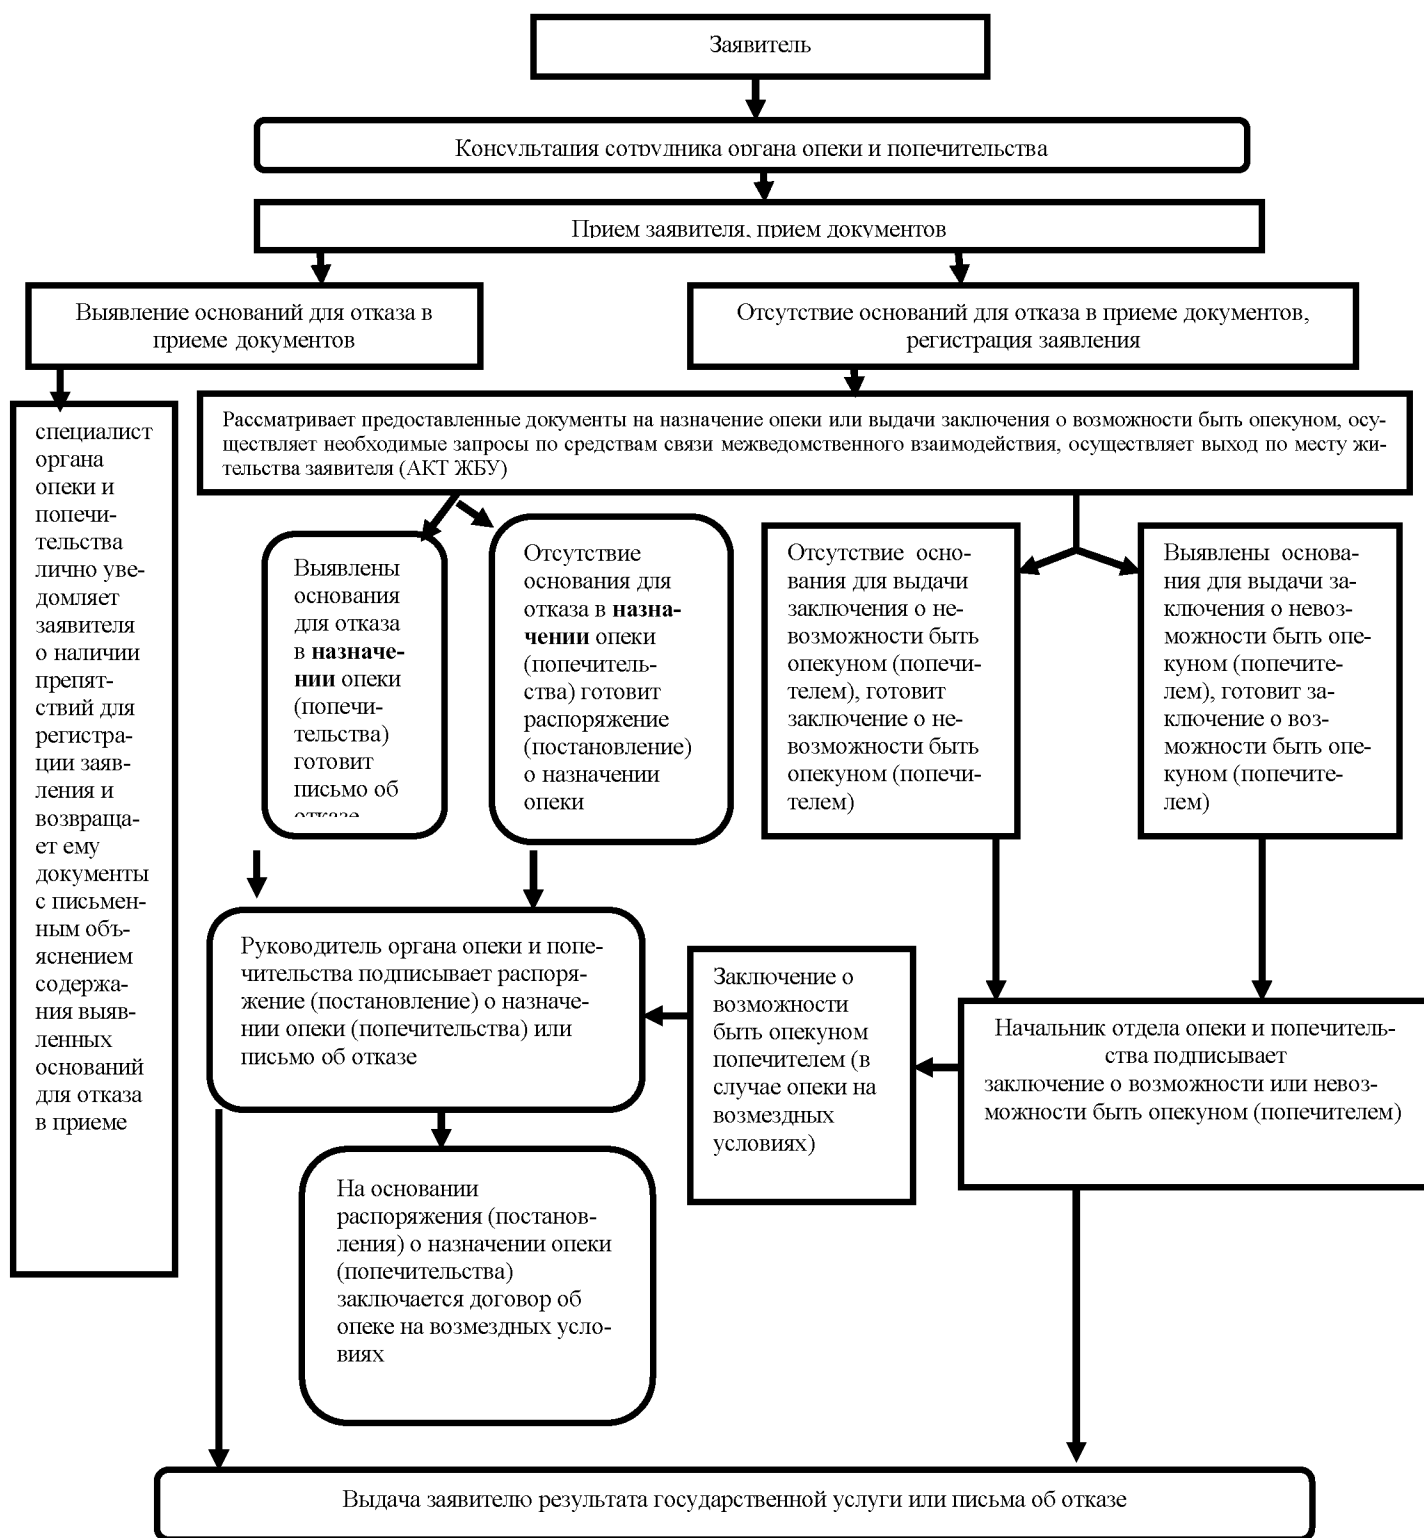 Заявитель
Консультация сотрудника органа опеки и попечительства
Прием заявителя, прием документов
Выявление оснований для отказа в
приеме документов
Отсутствие оснований для отказа в приеме документов,
регистрация заявления
специалист
органа
опеки и
попечи-
тельства
лично уве-
домляет
заявителя
о наличии
препят-
ствий для
регистра-
ции заяв-
ления и
возвраща-
ет ему
документы
с письмен-
ным объ-
яснением
содержа-
ния выяв-
ленных
оснований
для отказа
в приеме
Рассматривает предоставленные документы на назначение опеки или выдачи заключения о возможности быть опекуном, осу-
ществляет необходимые запросы по средствам связи межведомственного взаимодействия, осуществляет выход по месту жи-
тельства заявителя (АКТ ЖБУ)
Выявлены
основания
для отказа
в назначе-
нии опеки
(попечи-
тельства)
готовит
письмо об
отказе
Отсутствие
основания для
отказа в назна-
чении опеки
(попечитель-
ства) готовит
распоряжение
(постановление)
о назначении
опеки
Отсутствие осно-
вания для выдачи
заключения о не-
возможности быть
опекуном (попечи-
телем), готовит
заключение о не-
возможности быть
опекуном (попечи-
телем)
Выявлены основа-
ния для выдачи за-
ключения о невоз-
можности быть опе-
куном (попечите-
лем), готовит за-
ключение о воз-
можности быть опе-
куном (попечите-
лем)
Руководитель органа опеки и попе-
чительства подписывает распоря-
жение (постановление) о назначе-
нии опеки (попечительства) или
письмо об отказе
Заключение о
возможности
быть опекуном
попечителем (в
случае опеки на
возмездных
условиях)
Начальник отдела опеки и попечитель-
ства подписывает
заключение о возможности или невоз-
можности быть опекуном (попечителем)
На основании
распоряжения (постанов-
ления) о назначении опеки
(попечительства)
заключается договор об
опеке на возмездных усло-
виях
Выдача заявителю результата государственной услуги или письма об отказе